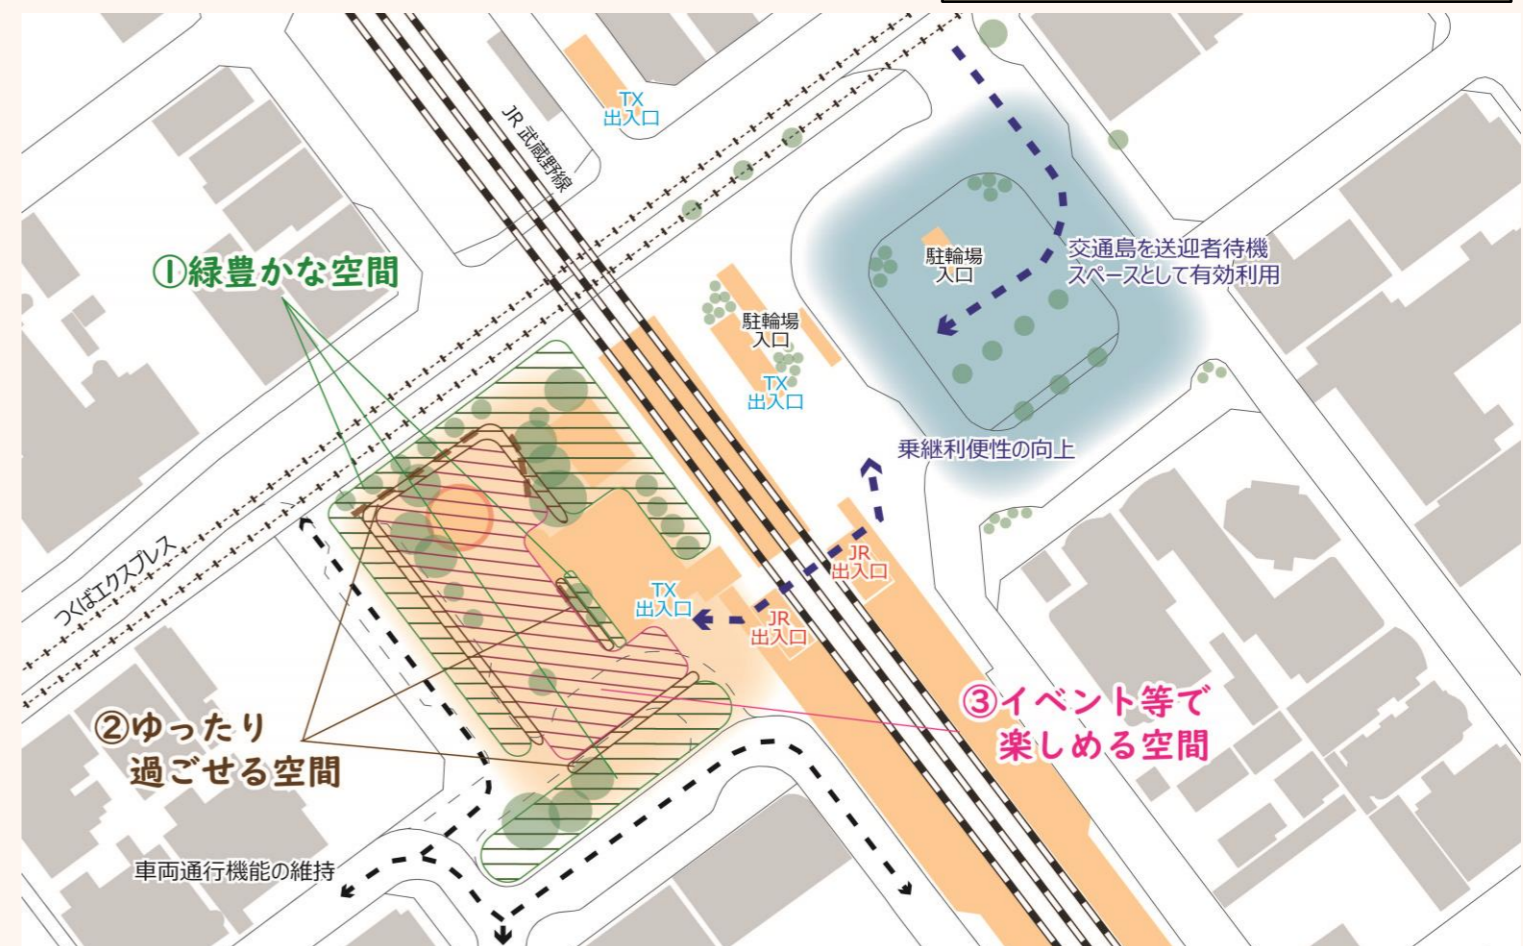 TX
出入口
JR 武蔵野線
①緑豊かな空間
駐輪場
入口
交通島を送迎者待機
スペースとして有効利用
駐輪場
入口
TX
出入口
乗継利便性の向上
つくばエクスプレス
JR
出入口
TX
出入口
JR
出入口
②ゆったり
過ごせる空間
③イベント等で
楽しめる空間
車両通行機能の維持